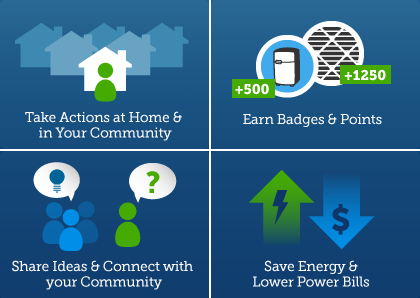 Take Actions at Home &
in Your Community
+500
+1250
Earn Badges & Points
?
Share Ideas & Connect with
your Community
$
Save Energy &
Lower Power Bills